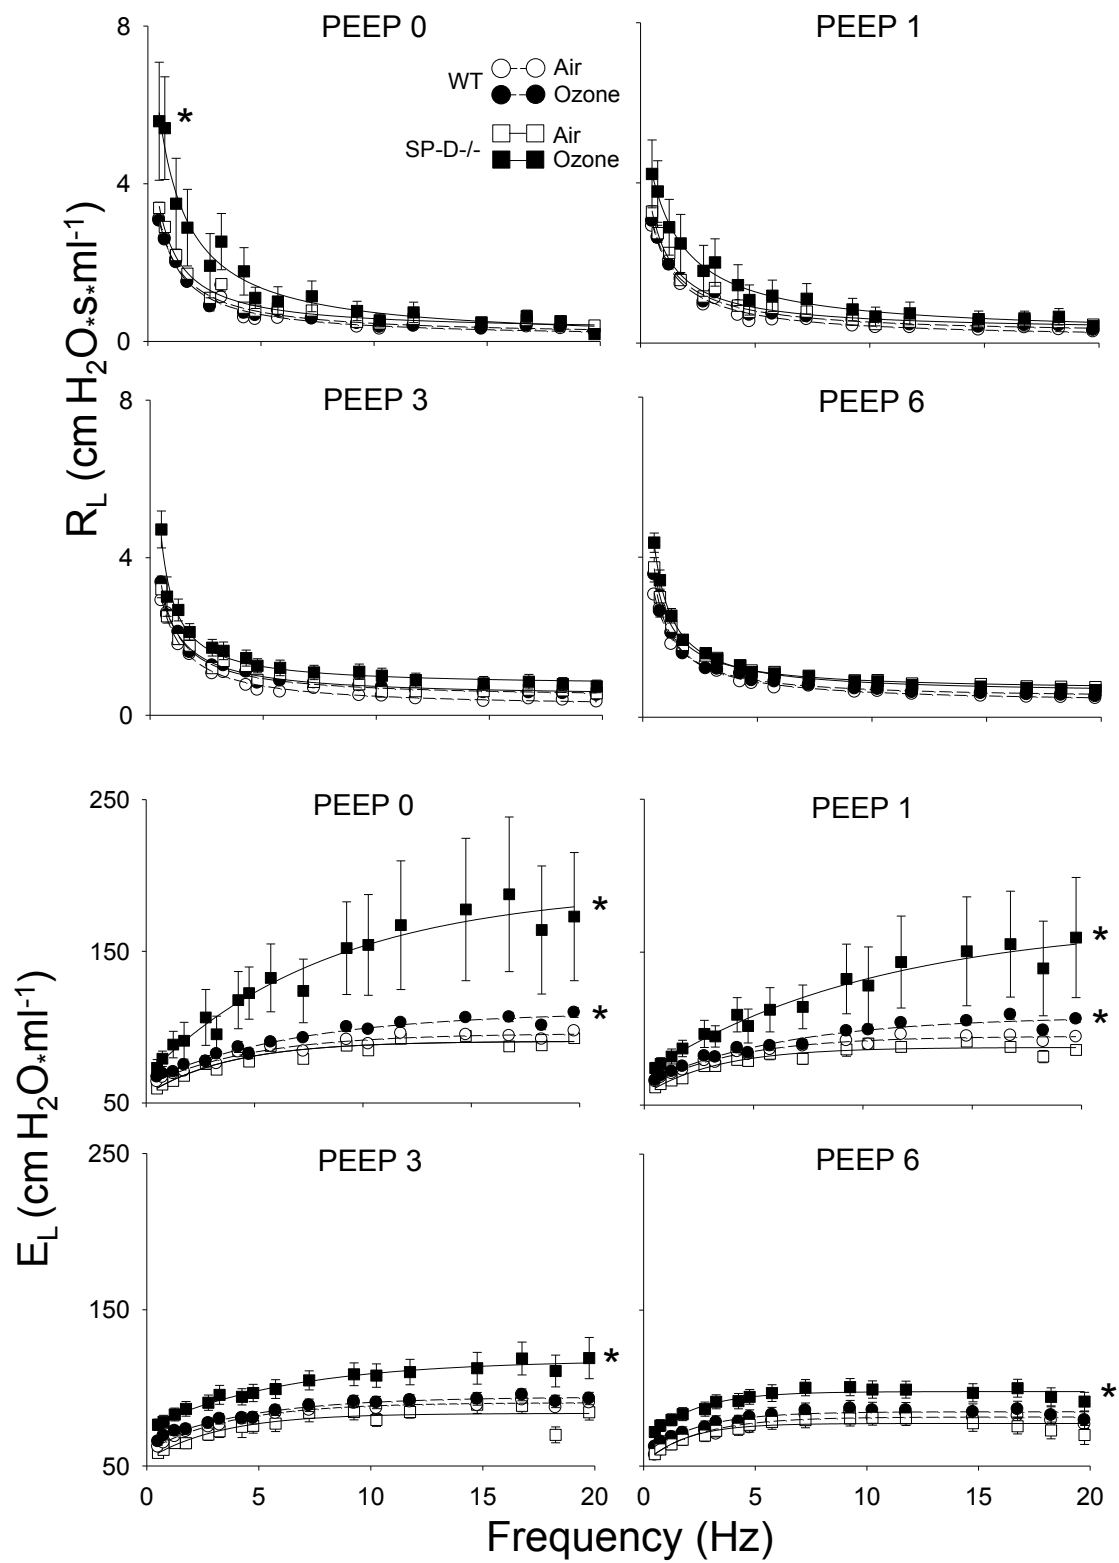 PEEP 0
PEEP 1
8
4
0
WT
Air
Ozone
SP-D-/-
Air
Ozone
*
R_L (cm H₂O*s*ml⁻¹)
PEEP 3
PEEP 6
8
4
0
PEEP 0
PEEP 1
250
150
50
*
*
*
*
E_L (cm H₂O*ml⁻¹)
PEEP 3
PEEP 6
250
150
50
*
*
0 5 10 15 20
0 5 10 15 20
Frequency (Hz)